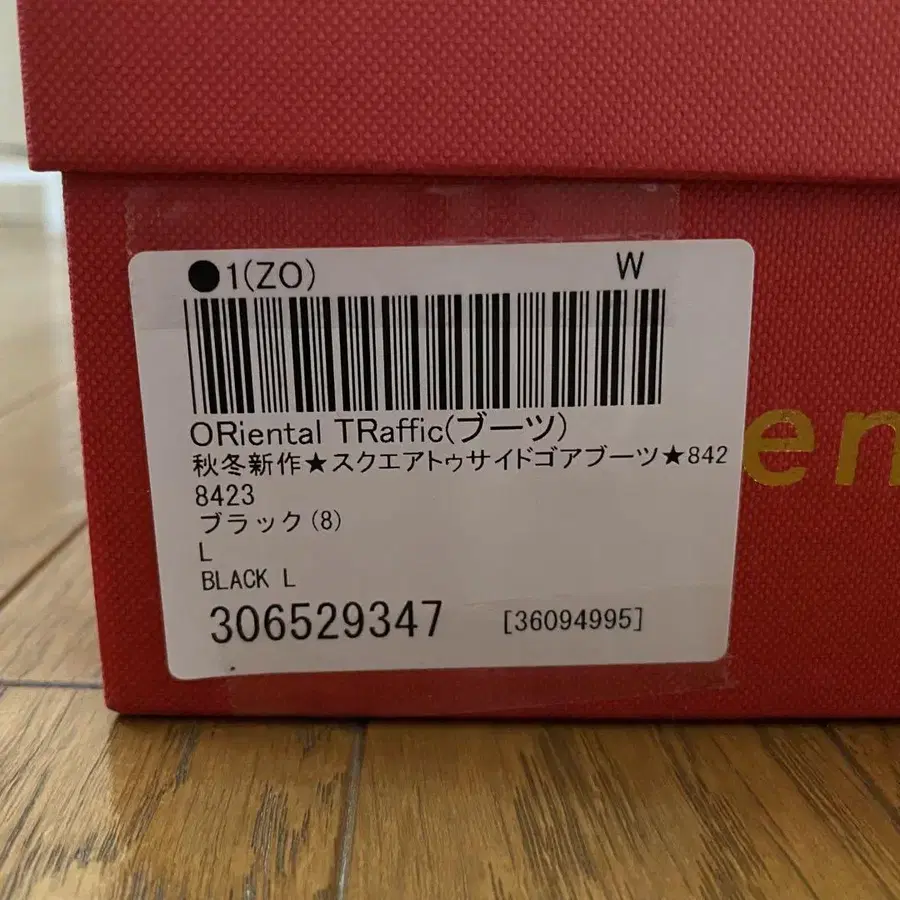 ●1(ZO) W
ORiental TRaffic(ブーツ)
秋冬新作★スクエアトゥサイドゴアブーツ★842
8423
ブラック(8)
L
BLACK L
306529347 [36094995]
en